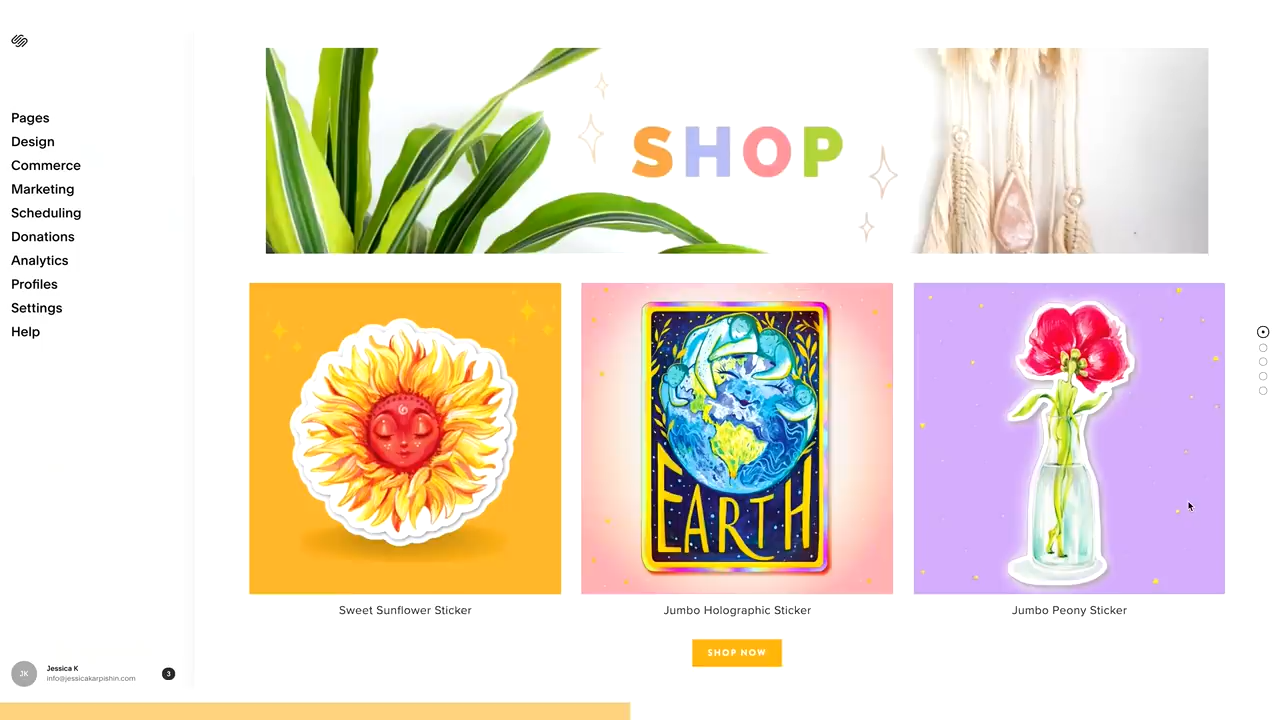 Pages
Design
Commerce
Marketing
Scheduling
Donations
Analytics
Profiles
Settings
Help
JK
Jessica K
info@jessicakarpishin.com
3
SHOP
EARTH
Sweet Sunflower Sticker
Jumbo Holographic Sticker
Jumbo Peony Sticker
SHOP NOW